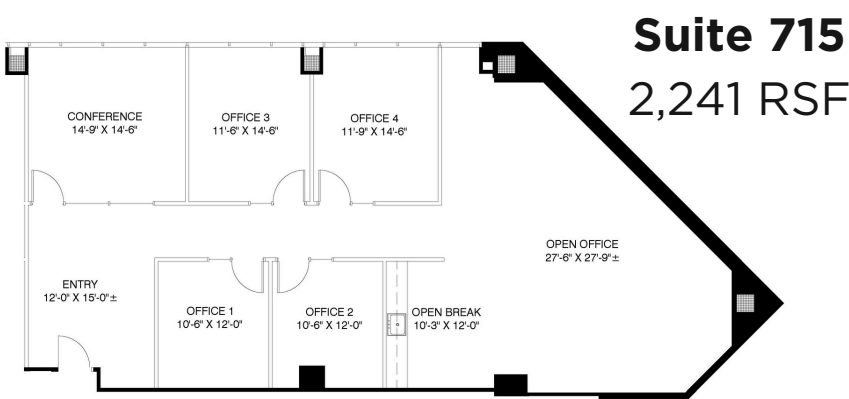 Suite 715
2,241 RSF
CONFERENCE
14'-9" X 14'-6"
OFFICE 3
11'-6" X 14'-6"
OFFICE 4
11'-9" X 14'-6"
OPEN OFFICE
27'-6" X 27'-9"±
ENTRY
12'-0" X 15'-0"±
OFFICE 1
10'-6" X 12'-0"
OFFICE 2
10'-6" X 12'-0"
OPEN BREAK
10'-3" X 12'-0"